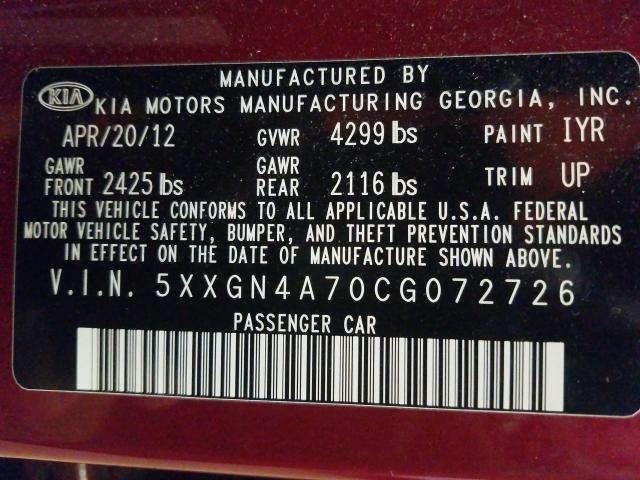 MANUFACTURED BY
KIA KIA MOTORS MANUFACTURING GEORGIA, INC.
APR/20/12 GVWR 4299 lbs PAINT IYR
GAWR FRONT 2425 lbs GAWR REAR 2116 lbs TRIM UP
THIS VEHICLE CONFORMS TO ALL APPLICABLE U.S.A. FEDERAL
MOTOR VEHICLE SAFETY, BUMPER, AND THEFT PREVENTION STANDARDS
IN EFFECT ON THE DATE OF MANUFACTURE SHOWN ABOVE.
V.I.N. 5XXGN4A70CG072726
PASSENGER CAR